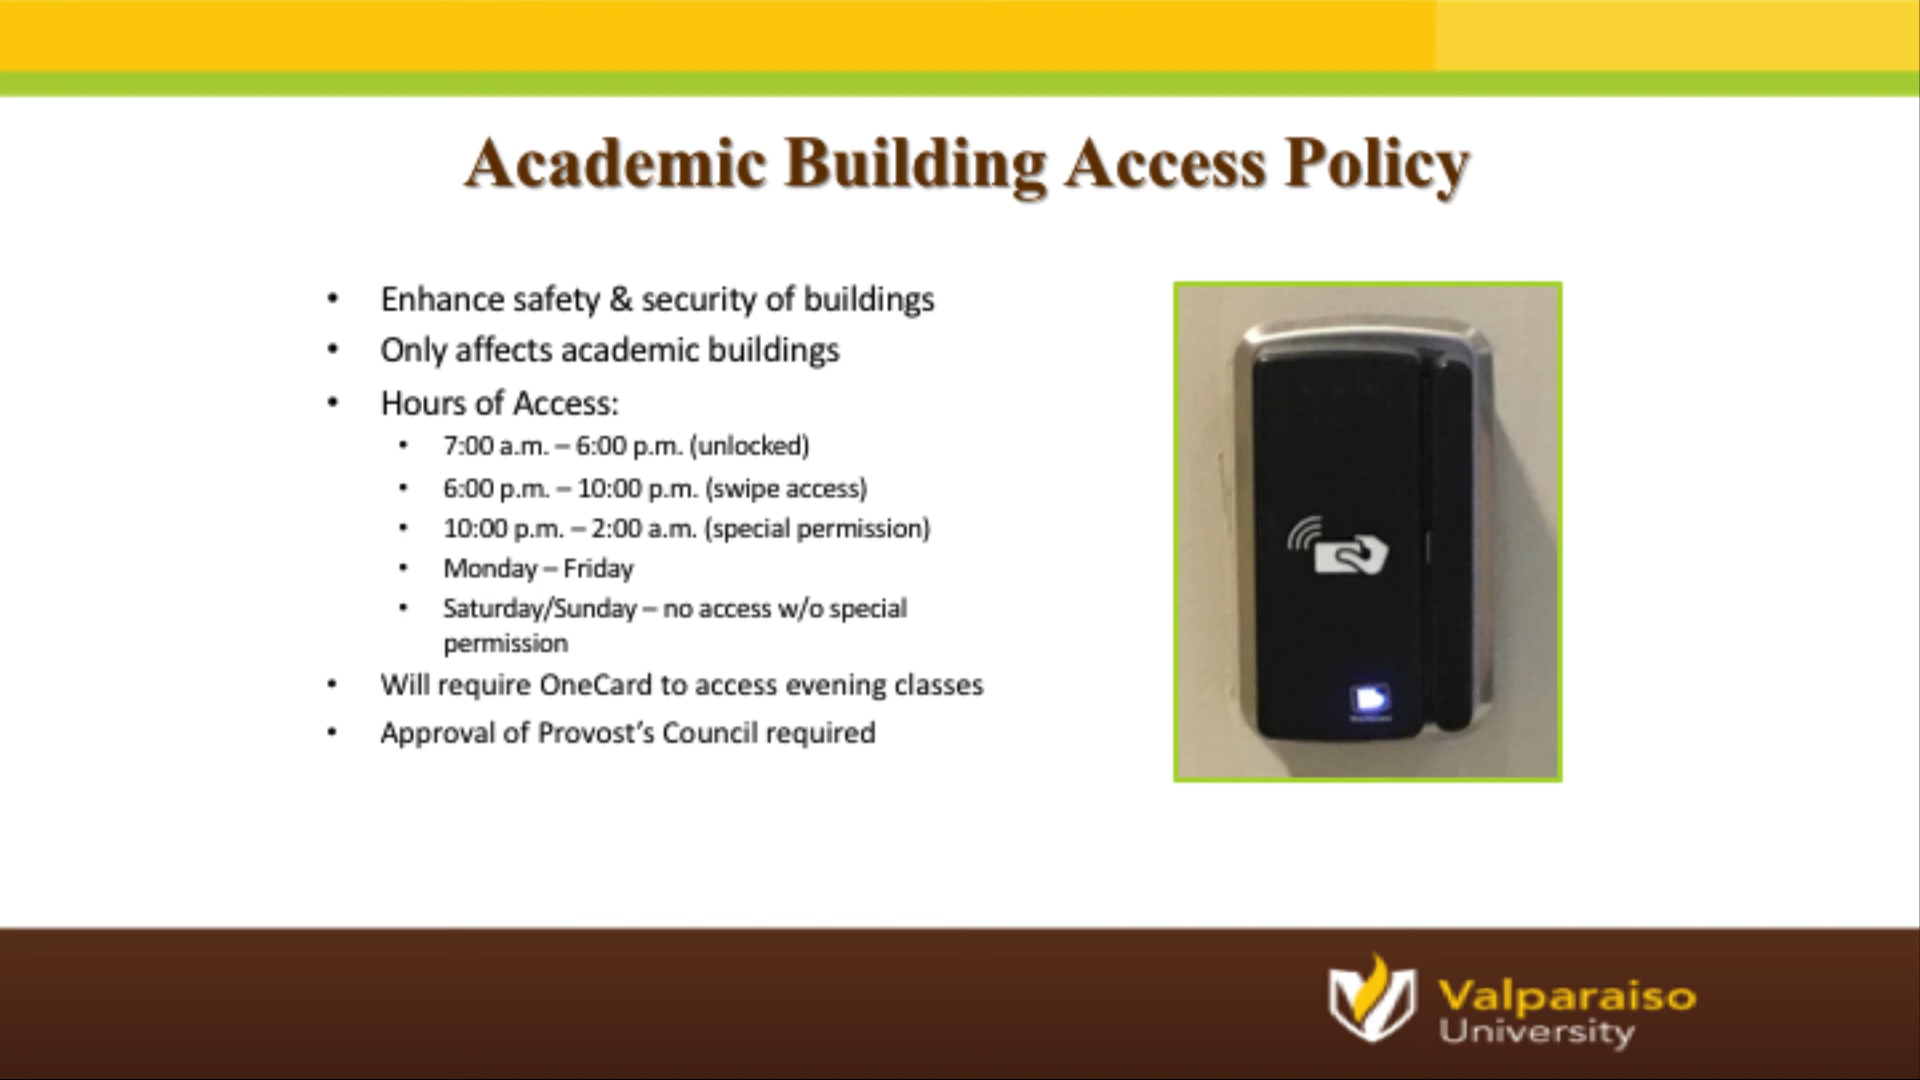 Academic Building Access Policy
• Enhance safety & security of buildings
• Only affects academic buildings
• Hours of Access:
• 7:00 a.m. – 6:00 p.m. (unlocked)
• 6:00 p.m. – 10:00 p.m. (swipe access)
• 10:00 p.m. – 2:00 a.m. (special permission)
• Monday – Friday
• Saturday/Sunday – no access w/o special
permission
• Will require OneCard to access evening classes
• Approval of Provost’s Council required
Valparaiso
University